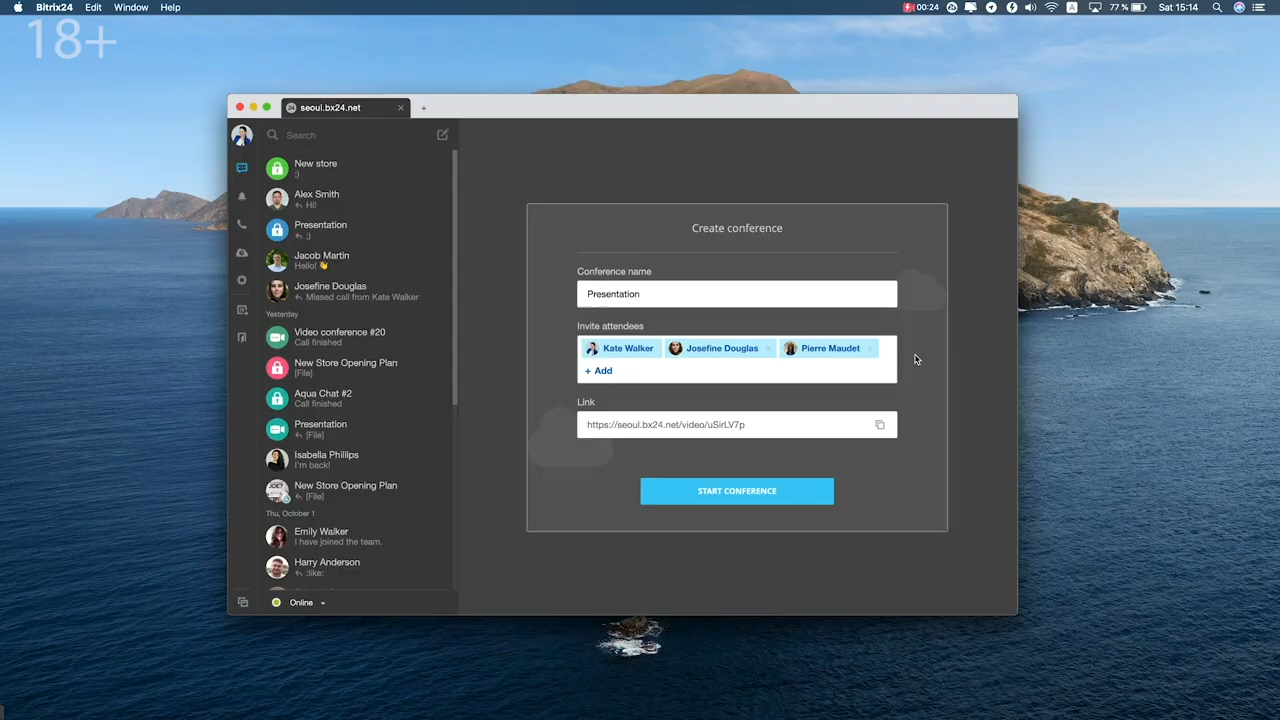 Bitrix24 Edit Window Help 00:24 A 77 % Sat 15:14
18+
seoul.bx24.net
Search
New store
;)
Alex Smith
Hi!
Presentation
;)
Jacob Martin
Hello! 👋
Josefine Douglas
Missed call from Kate Walker
Yesterday
Video conference #20
Call finished
New Store Opening Plan
[File]
Aqua Chat #2
Call finished
Presentation
[File]
Isabella Phillips
I'm back!
New Store Opening Plan
[File]
Thu, October 1
Emily Walker
I have joined the team.
Harry Anderson
:like:
Online
Create conference
Conference name
Presentation
Invite attendees
Kate Walker Josefine Douglas Pierre Maudet
+ Add
Link
https://seoul.bx24.net/video/uSirLV7p
START CONFERENCE